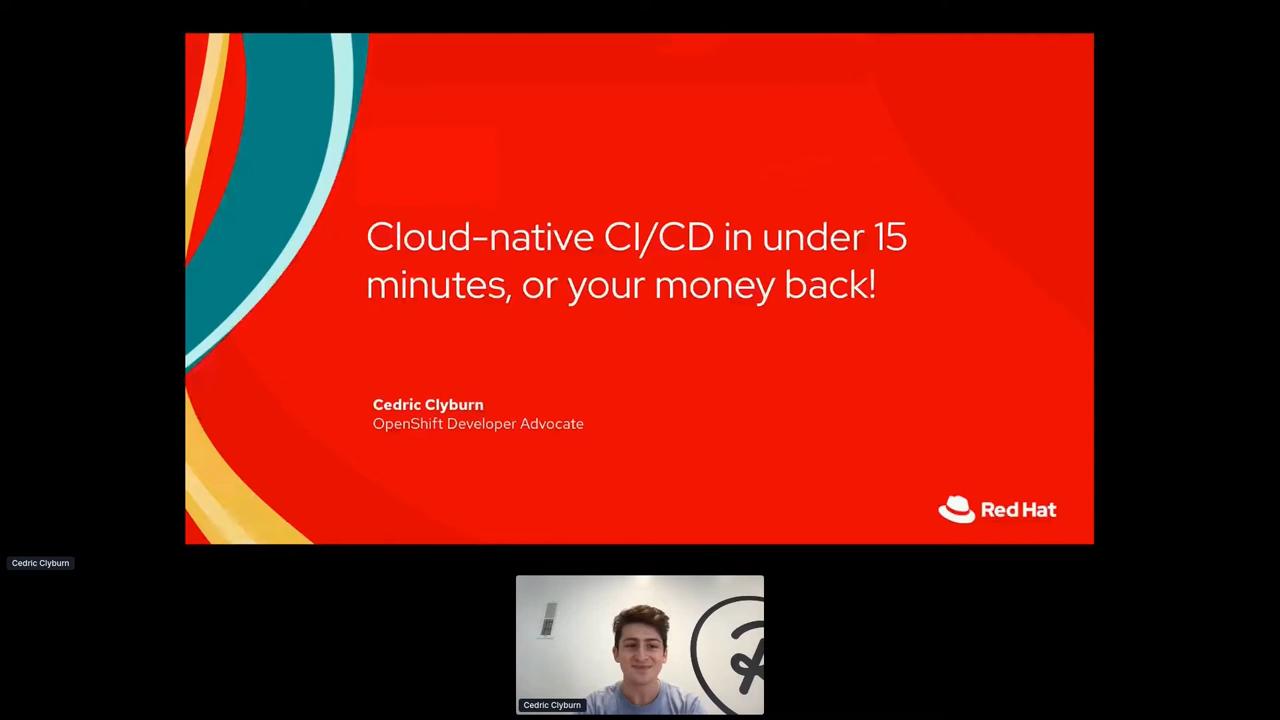 Cloud-native CI/CD in under 15
minutes, or your money back!
Cedric Clyburn
OpenShift Developer Advocate
Red Hat
Cedric Clyburn
Cedric Clyburn